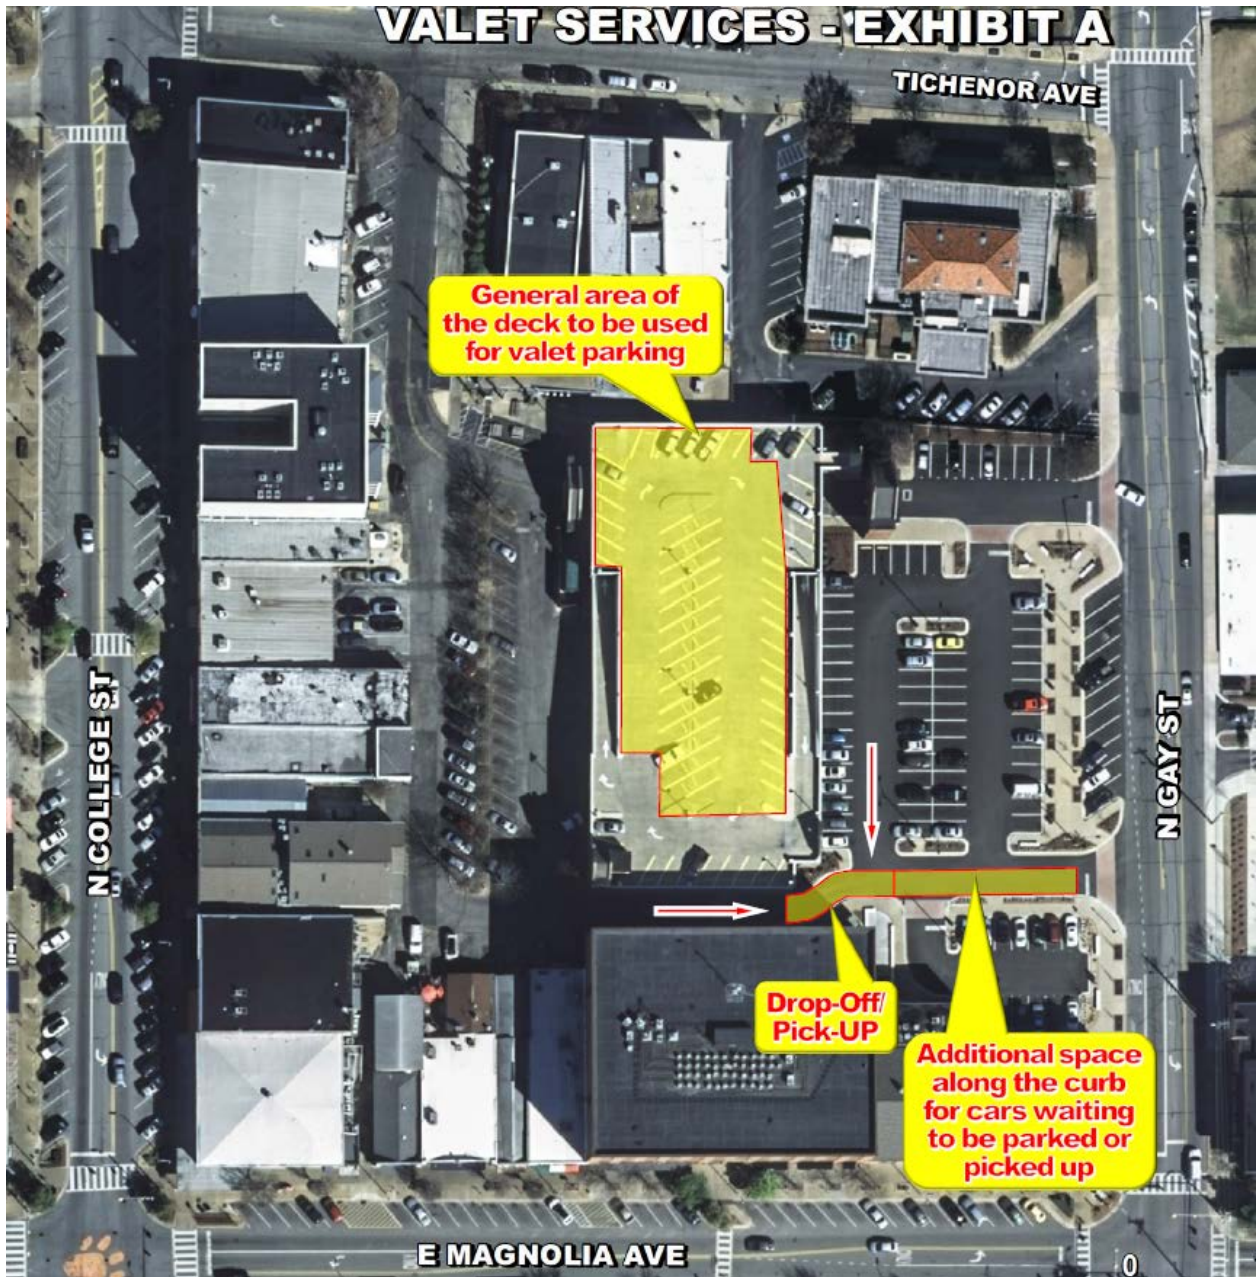 VALET SERVICES - EXHIBIT A
TICHENOR AVE
General area of
the deck to be used
for valet parking
N COLLEGE ST
N GAY ST
Drop-Off/
Pick-UP
Additional space
along the curb
for cars waiting
to be parked or
picked up
E MAGNOLIA AVE
0